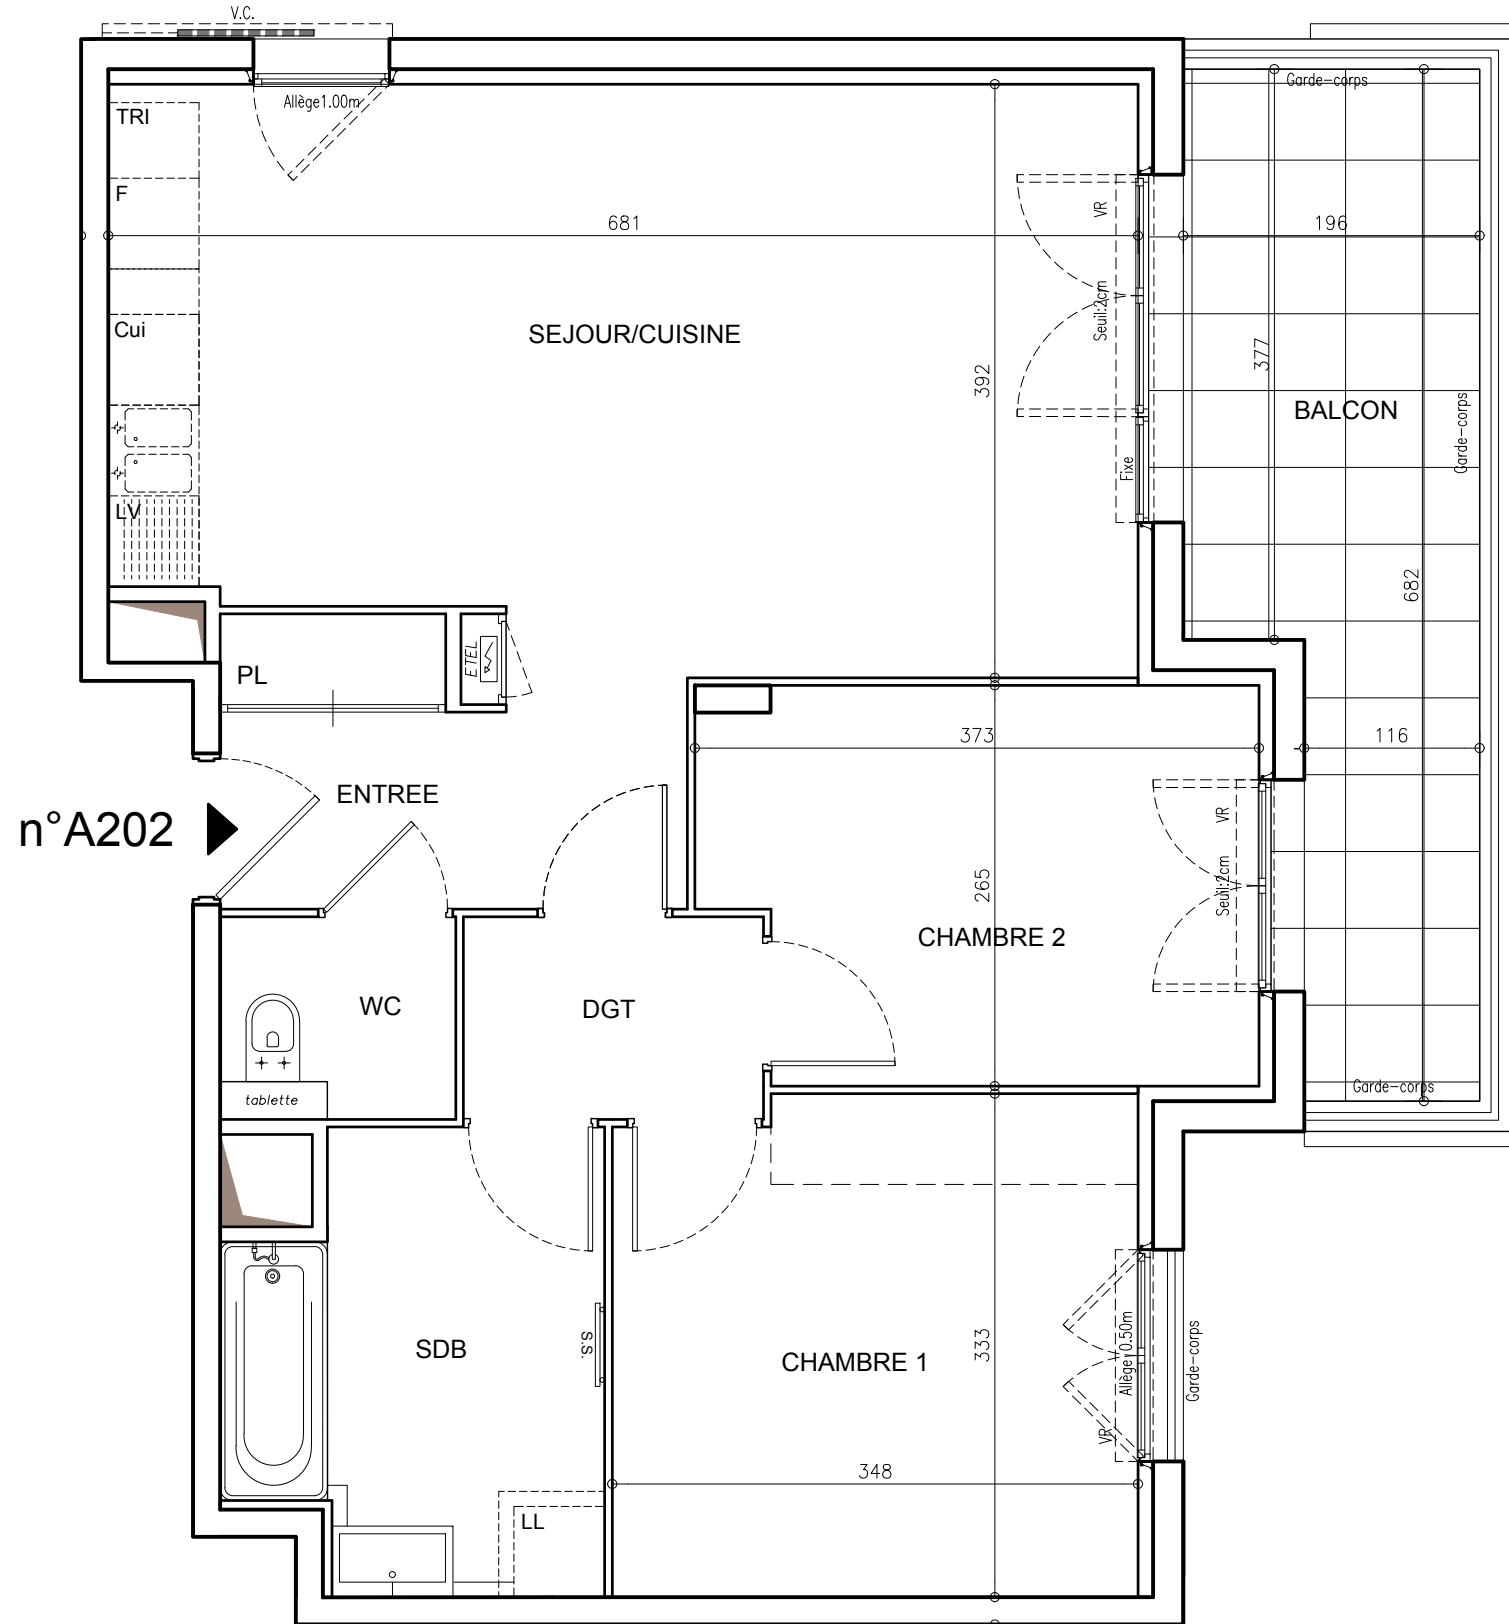 V.C.
Allège1.00m
Garde-corps
TRI
F
681
VR
196
Seuil:2cm
Cui
SEJOUR/CUISINE
377
392
BALCON
Garde-corps
Fixe
LV
682
ETEL
PL
373
116
ENTREE
VR
n°A202
265
Seuil:2cm
CHAMBRE 2
WC
DGT
Garde-corps
tablette
SDB
S.S.
CHAMBRE 1
333
Allège:0.50m
Garde-corps
VR
348
LL